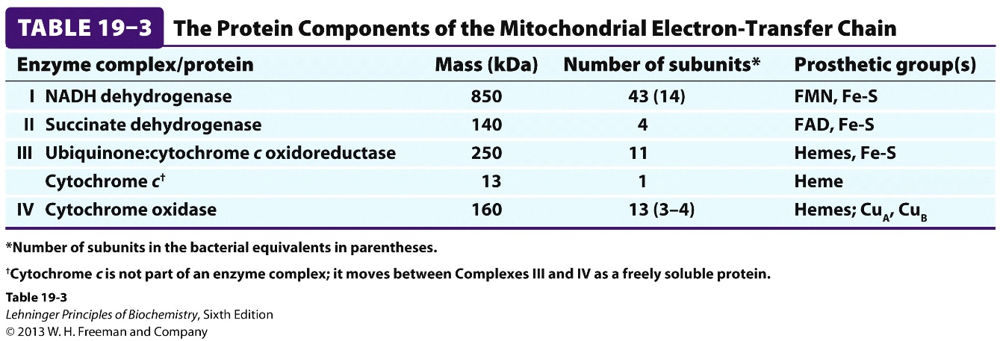 TABLE 19–3 The Protein Components of the Mitochondrial Electron-Transfer Chain
Enzyme complex/protein Mass (kDa) Number of subunits* Prosthetic group(s)
I NADH dehydrogenase 850 43 (14) FMN, Fe-S
II Succinate dehydrogenase 140 4 FAD, Fe-S
III Ubiquinone:cytochrome c oxidoreductase 250 11 Hemes, Fe-S
Cytochrome c† 13 1 Heme
IV Cytochrome oxidase 160 13 (3–4) Hemes; CuA, CuB
*Number of subunits in the bacterial equivalents in parentheses.
†Cytochrome c is not part of an enzyme complex; it moves between Complexes III and IV as a freely soluble protein.
Table 19-3
Lehninger Principles of Biochemistry, Sixth Edition
© 2013 W. H. Freeman and Company